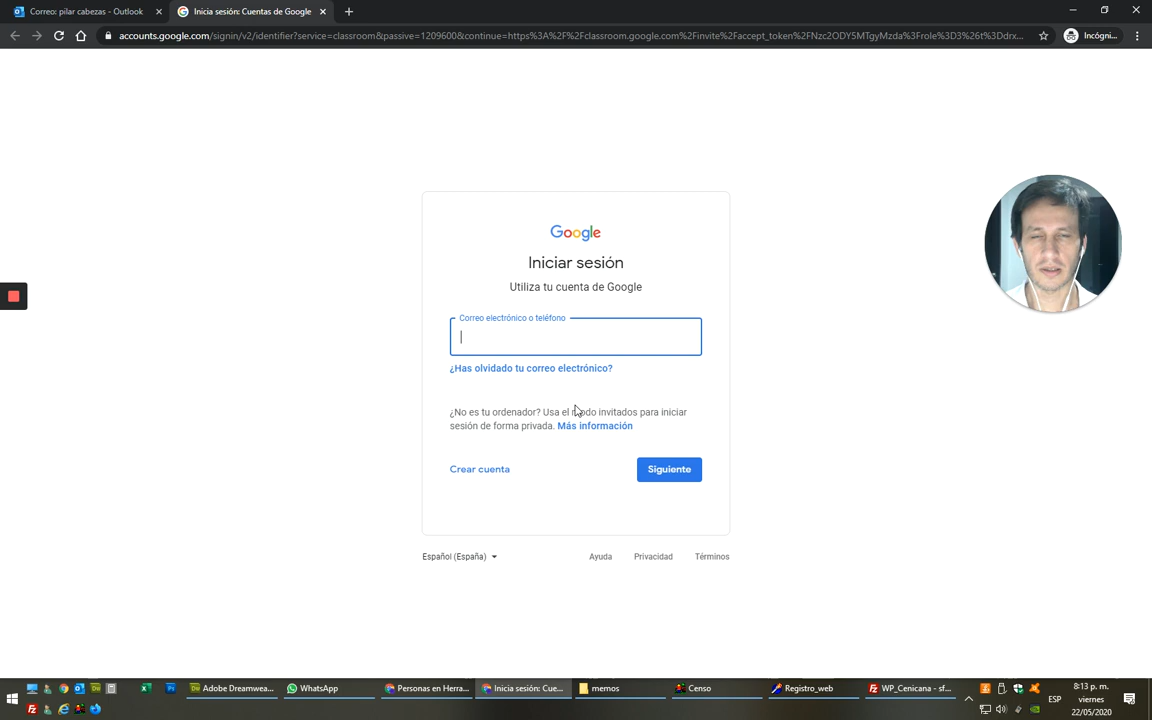 Correo: pilar cabezas - Outlook
Inicia sesión: Cuentas de Google
accounts.google.com/signin/v2/identifier?service=classroom&passive=1209600&continue=https%3A%2F%2Fclassroom.google.com%2Finvite%2Faccept_token%2FNzc2ODY5MTgyMzda%3Frole%3D3%26t%3Ddrx...
Incógni...
Google
Iniciar sesión
Utiliza tu cuenta de Google
Correo electrónico o teléfono
¿Has olvidado tu correo electrónico?
¿No es tu ordenador? Usa el modo invitados para iniciar
sesión de forma privada. Más información
Crear cuenta
Siguiente
Español (España)
Ayuda
Privacidad
Términos
Adobe Dreamwea...
WhatsApp
Personas en Herra...
Inicia sesión: Cue...
memos
Censo
Registro_web
WP_Cenicana - sf...
ESP
8:13 p. m.
viernes
22/05/2020